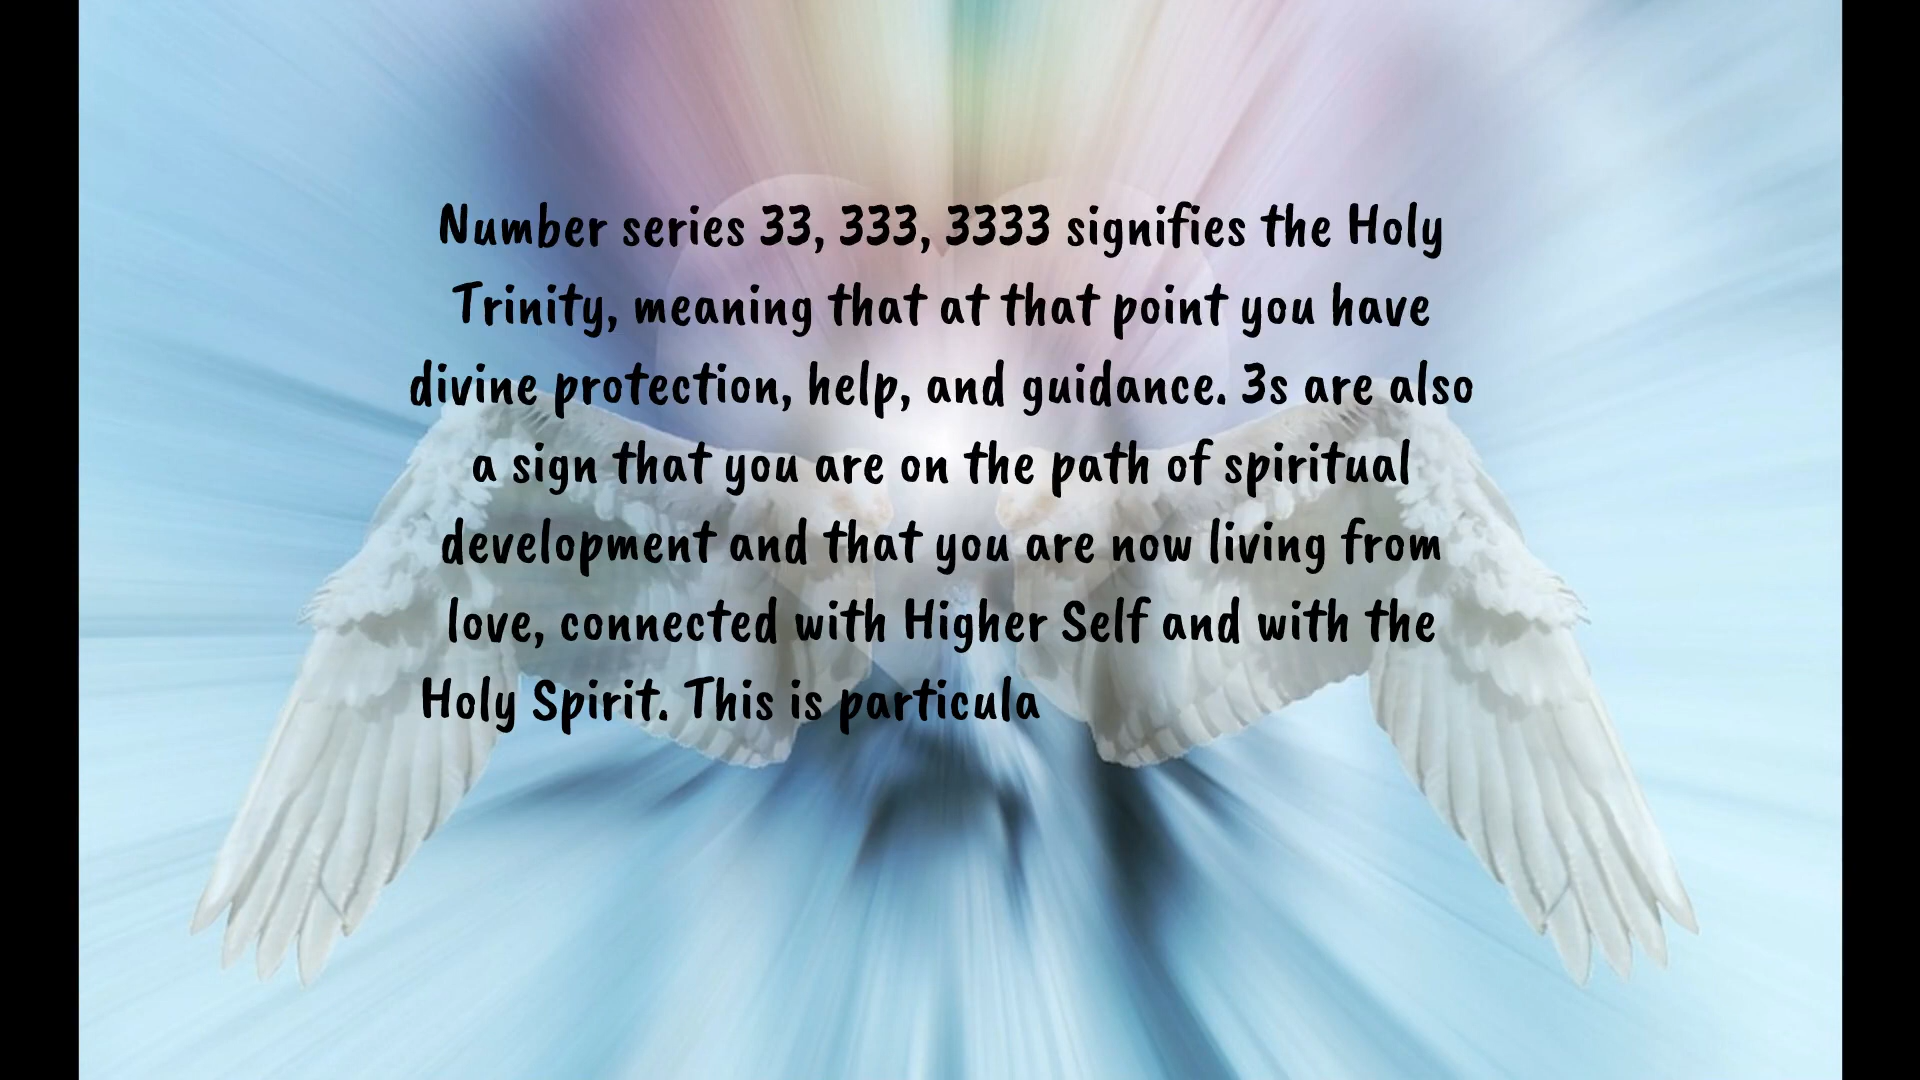 Number series 33, 333, 3333 signifies the Holy
Trinity, meaning that at that point you have
divine protection, help, and guidance. 3s are also
a sign that you are on the path of spiritual
development and that you are now living from
love, connected with Higher Self and with the
Holy Spirit. This is particula